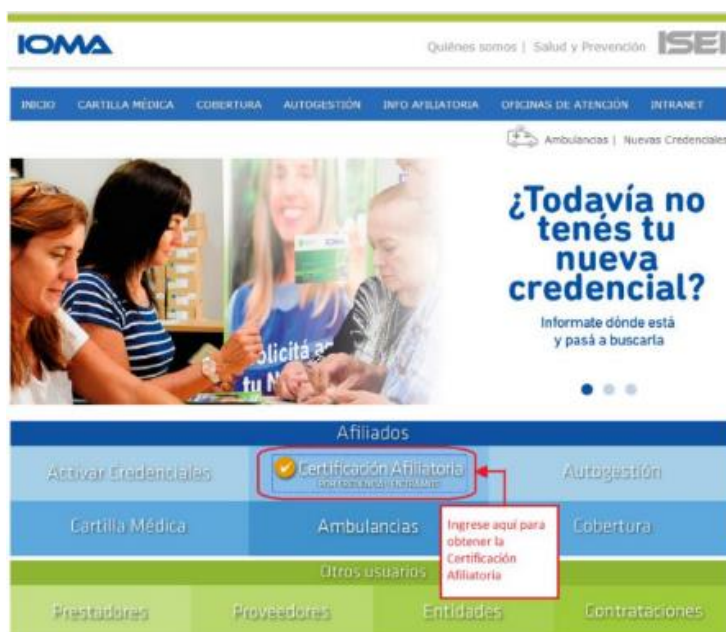 IOMA
Quiénes somos | Salud y Prevención
INICIO CARTILLA MÉDICA COBERTURA AUTOGESTIÓN INFO AFILIATORIA OFICINAS DE ATENCIÓN INTRANET
Ambulancias | Nuevas Credenciales
¿Todavía no
tenés tu
nueva
credencial?
Informate dónde está
y pasá a buscarla
IOMA
tu
Afiliados
Activar Credenciales
Certificación Afiliatoria
Autogestión
Cartilla Médica
Ambulancias
Cobertura
Ingrese aquí para
obtener la
Certificación
Afiliatoria
Otros usuarios
Prestadores Proveedores Entidades Contrataciones